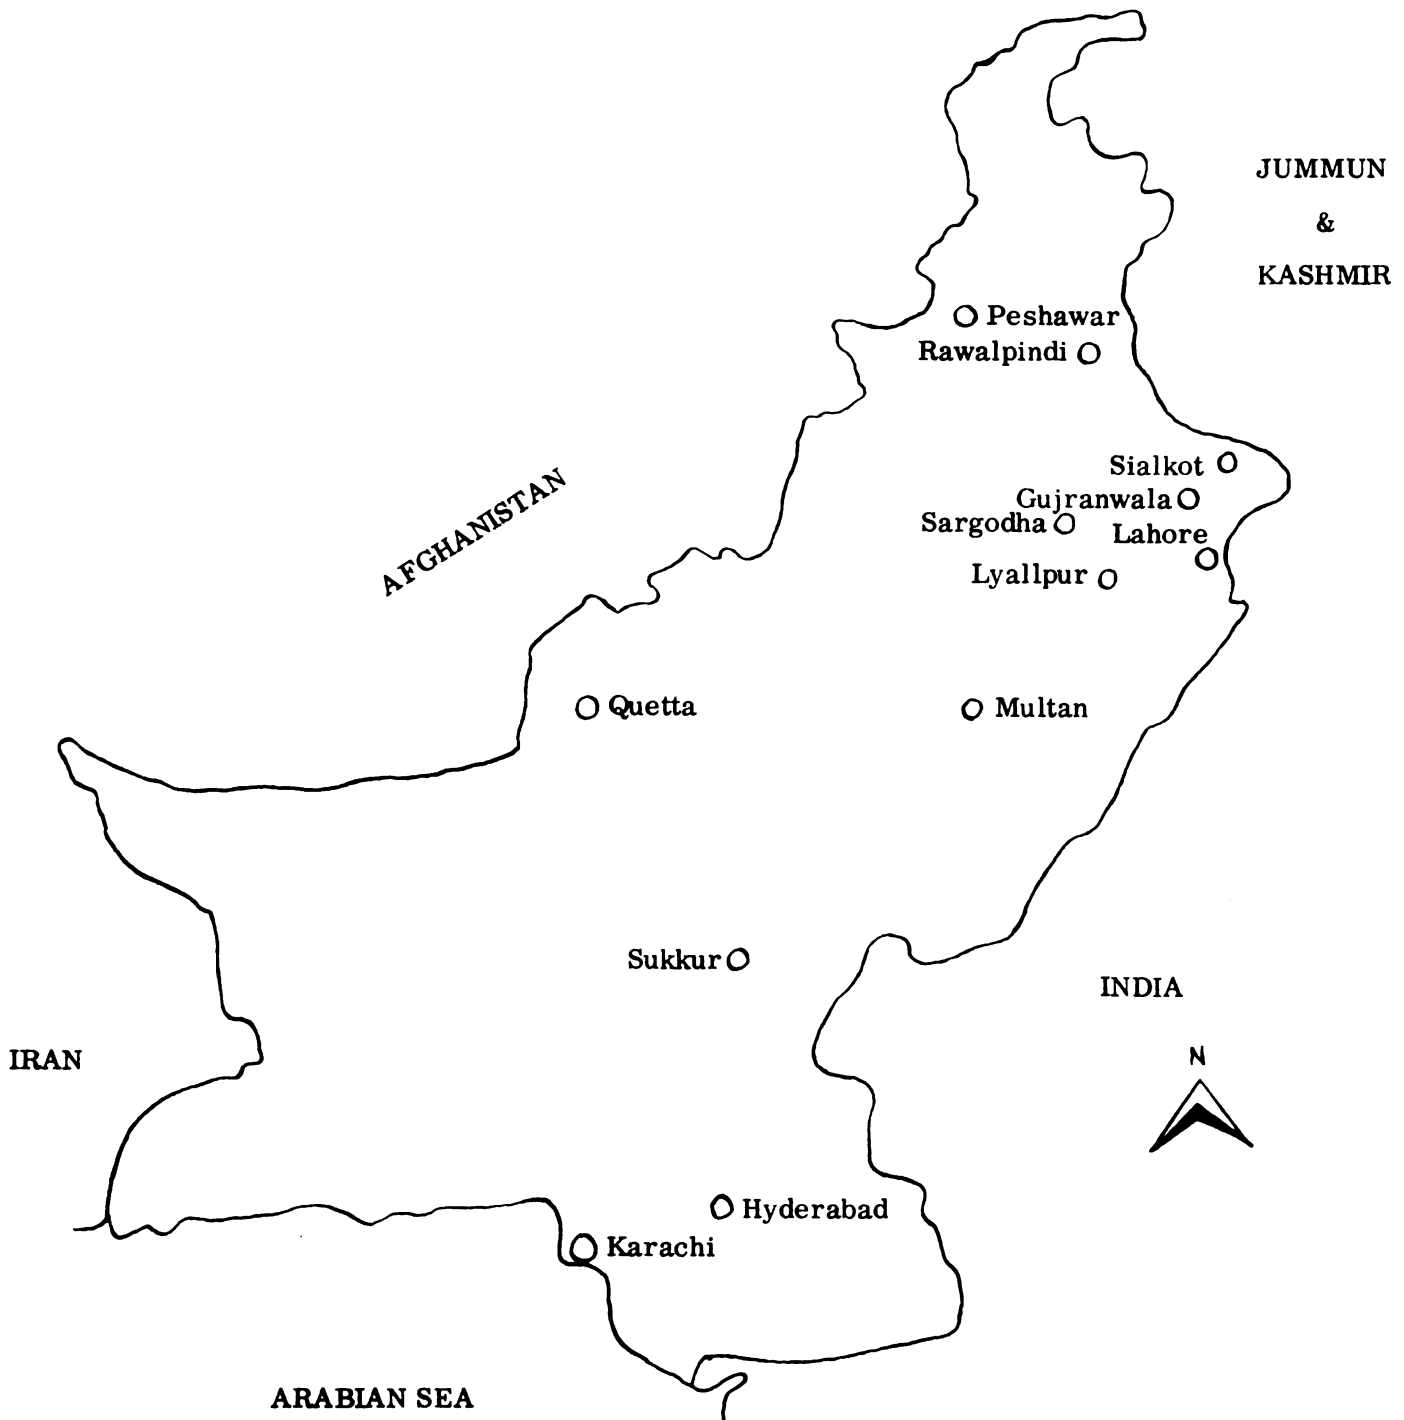 JUMMUN
&
KASHMIR
Peshawar
Rawalpindi
Sialkot
Gujranwala
Sargodha
Lahore
Lyallpur
AFGHANISTAN
Quetta
Multan
Sukkur
INDIA
IRAN
N
Hyderabad
Karachi
ARABIAN SEA